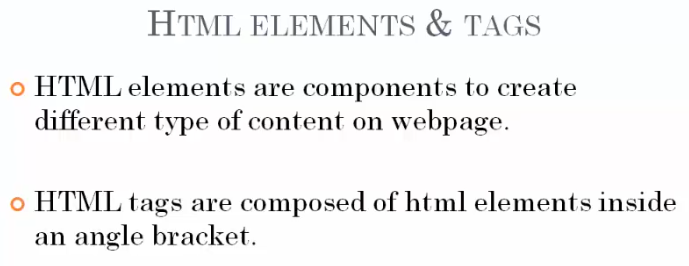 HTML ELEMENTS & TAGS
HTML elements are components to create
different type of content on webpage.
HTML tags are composed of html elements inside
an angle bracket.